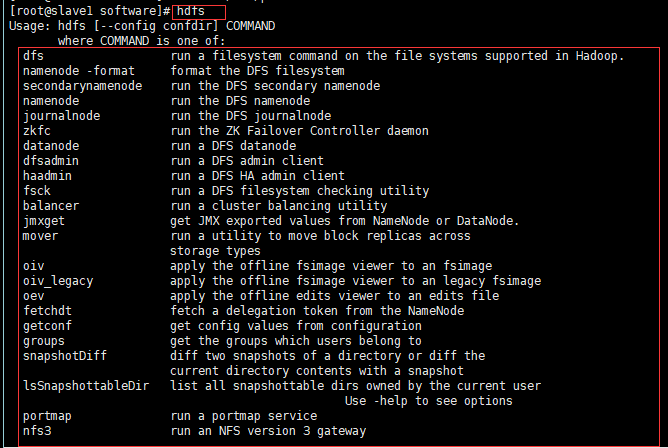 [root@slave1 software]# hdfs
Usage: hdfs [--config confdir] COMMAND
where COMMAND is one of:
dfs run a filesystem command on the file systems supported in Hadoop.
namenode -format format the DFS filesystem
secondarynamenode run the DFS secondary namenode
namenode run the DFS namenode
journalnode run the DFS journalnode
zkfc run the ZK Failover Controller daemon
datanode run a DFS datanode
dfsadmin run a DFS admin client
haadmin run a DFS HA admin client
fsck run a DFS filesystem checking utility
balancer run a cluster balancing utility
jmxget get JMX exported values from NameNode or DataNode.
mover run a utility to move block replicas across
storage types
oiv apply the offline fsimage viewer to an fsimage
oiv_legacy apply the offline fsimage viewer to an legacy fsimage
oev apply the offline edits viewer to an edits file
fetchdt fetch a delegation token from the NameNode
getconf get config values from configuration
groups get the groups which users belong to
snapshotDiff diff two snapshots of a directory or diff the
current directory contents with a snapshot
lsSnapshottableDir list all snapshottable dirs owned by the current user
Use -help to see options
portmap run a portmap service
nfs3 run an NFS version 3 gateway